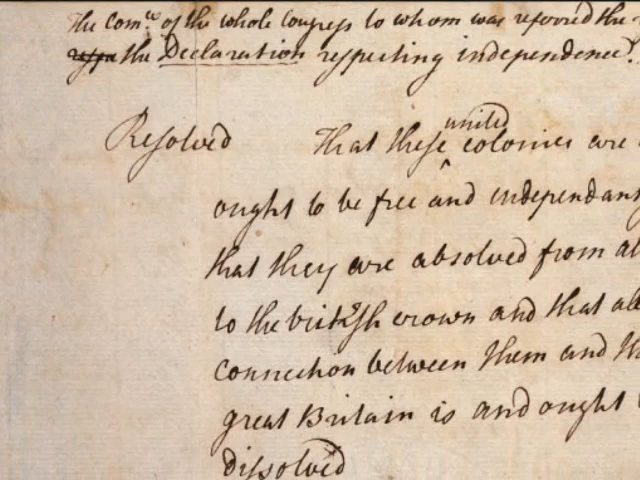 The Com.ee of the whole Congress to whom was referred the
the Declaration respecting independence.
united
Resolved That these ^ colonies are
ought to be free and independant
that they are absolved from al
to the british crown and that al
connection between them and th
great Britain is and ought
dissolved